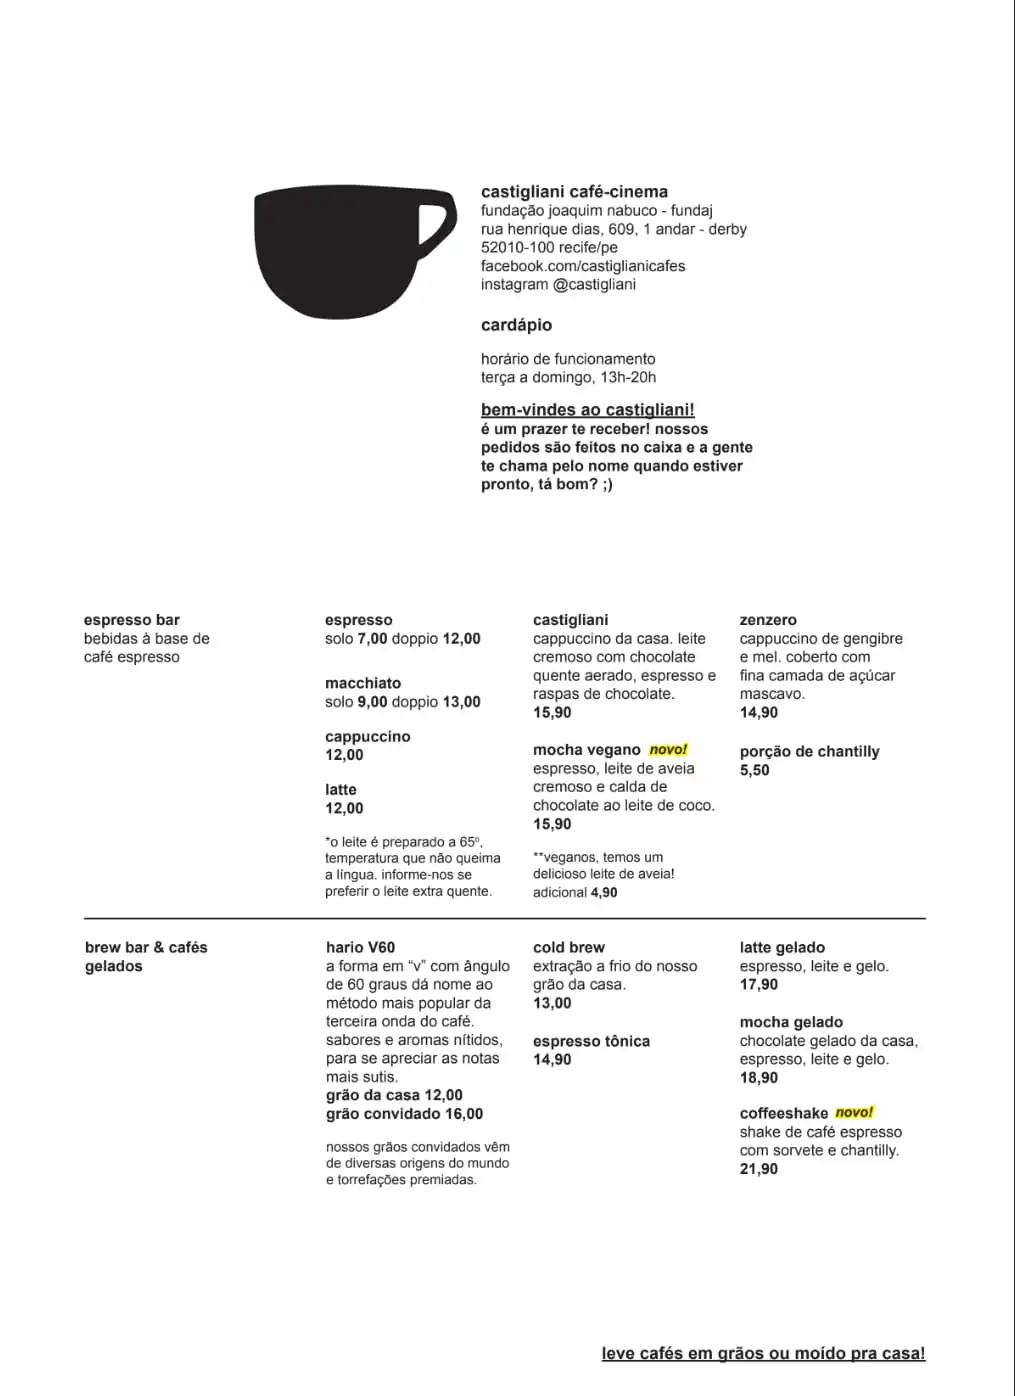 castigliani café-cinema
fundação joaquim nabuco - fundaj
rua henrique dias, 609, 1 andar - derby
52010-100 recife/pe
facebook.com/castiglianicafes
instagram @castigliani
cardápio
horário de funcionamento
terça a domingo, 13h-20h
bem-vindes ao castigliani!
é um prazer te receber! nossos
pedidos são feitos no caixa e a gente
te chama pelo nome quando estiver
pronto, tá bom? ;)
espresso bar
bebidas à base de
café espresso
espresso
solo 7,00 doppio 12,00
macchiato
solo 9,00 doppio 13,00
cappuccino
12,00
latte
12,00
*o leite é preparado a 65º,
temperatura que não queima
a língua. informe-nos se
preferir o leite extra quente.
castigliani
cappuccino da casa. leite
cremoso com chocolate
quente aerado, espresso e
raspas de chocolate.
15,90
mocha vegano novo!
espresso, leite de aveia
cremoso e calda de
chocolate ao leite de coco.
15,90
**veganos, temos um
delicioso leite de aveia!
adicional 4,90
zenzero
cappuccino de gengibre
e mel. coberto com
fina camada de açúcar
mascavo.
14,90
porção de chantilly
5,50
brew bar & cafés
gelados
hario V60
a forma em “v” com ângulo
de 60 graus dá nome ao
método mais popular da
terceira onda do café.
sabores e aromas nítidos,
para se apreciar as notas
mais sutis.
grão da casa 12,00
grão convidado 16,00
nossos grãos convidados vêm
de diversas origens do mundo
e torrefações premiadas.
cold brew
extração a frio do nosso
grão da casa.
13,00
espresso tônica
14,90
latte gelado
espresso, leite e gelo.
17,90
mocha gelado
chocolate gelado da casa,
espresso, leite e gelo.
18,90
coffeeshake novo!
shake de café espresso
com sorvete e chantilly.
21,90
leve cafés em grãos ou moído pra casa!